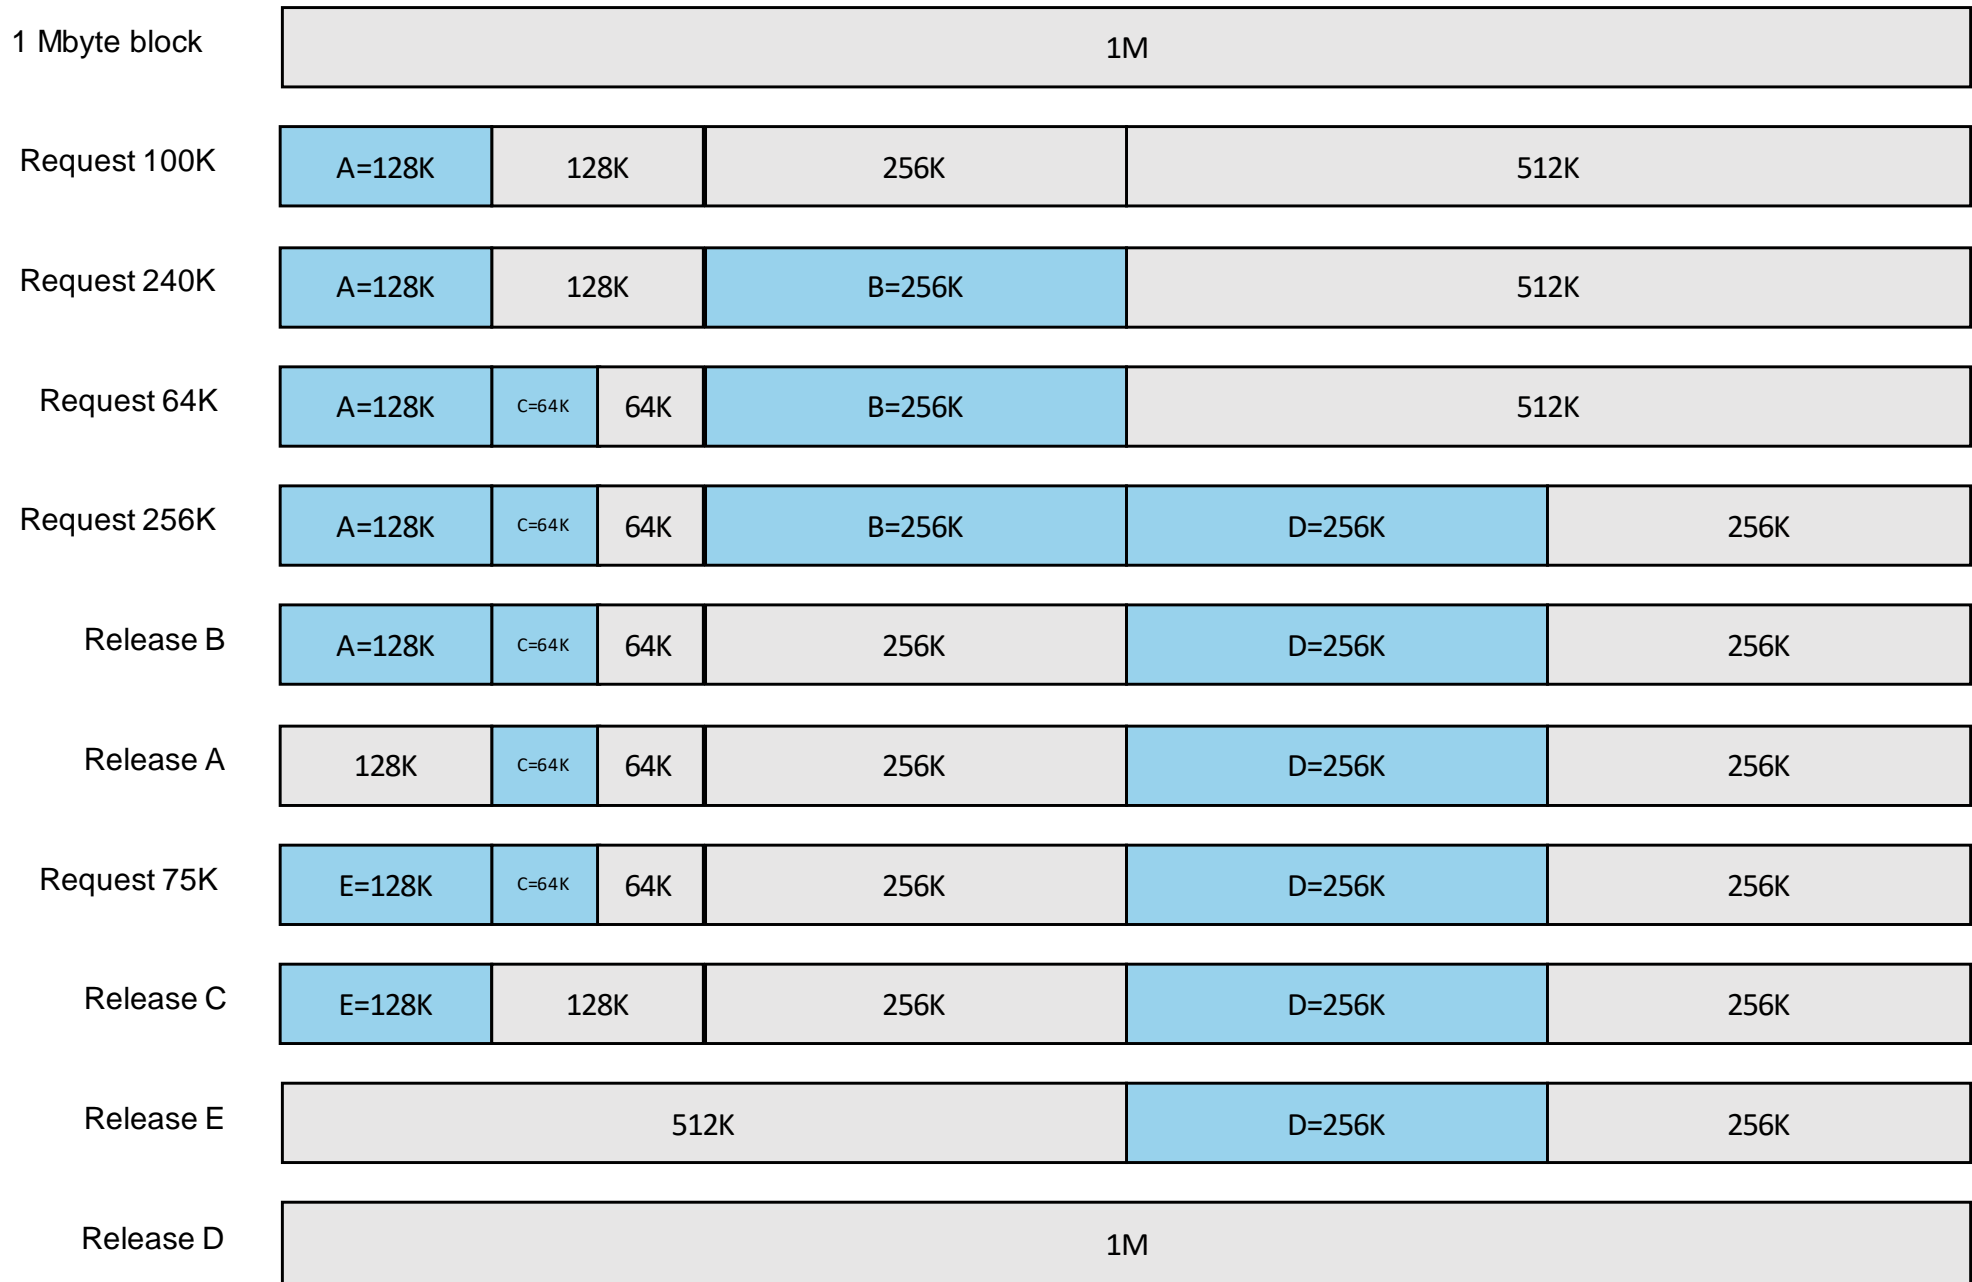 1 Mbyte block 1M
Request 100K A=128K 128K 256K 512K
Request 240K A=128K 128K B=256K 512K
Request 64K A=128K C=64K 64K B=256K 512K
Request 256K A=128K C=64K 64K B=256K D=256K 256K
Release B A=128K C=64K 64K 256K D=256K 256K
Release A 128K C=64K 64K 256K D=256K 256K
Request 75K E=128K C=64K 64K 256K D=256K 256K
Release C E=128K 128K 256K D=256K 256K
Release E 512K D=256K 256K
Release D 1M